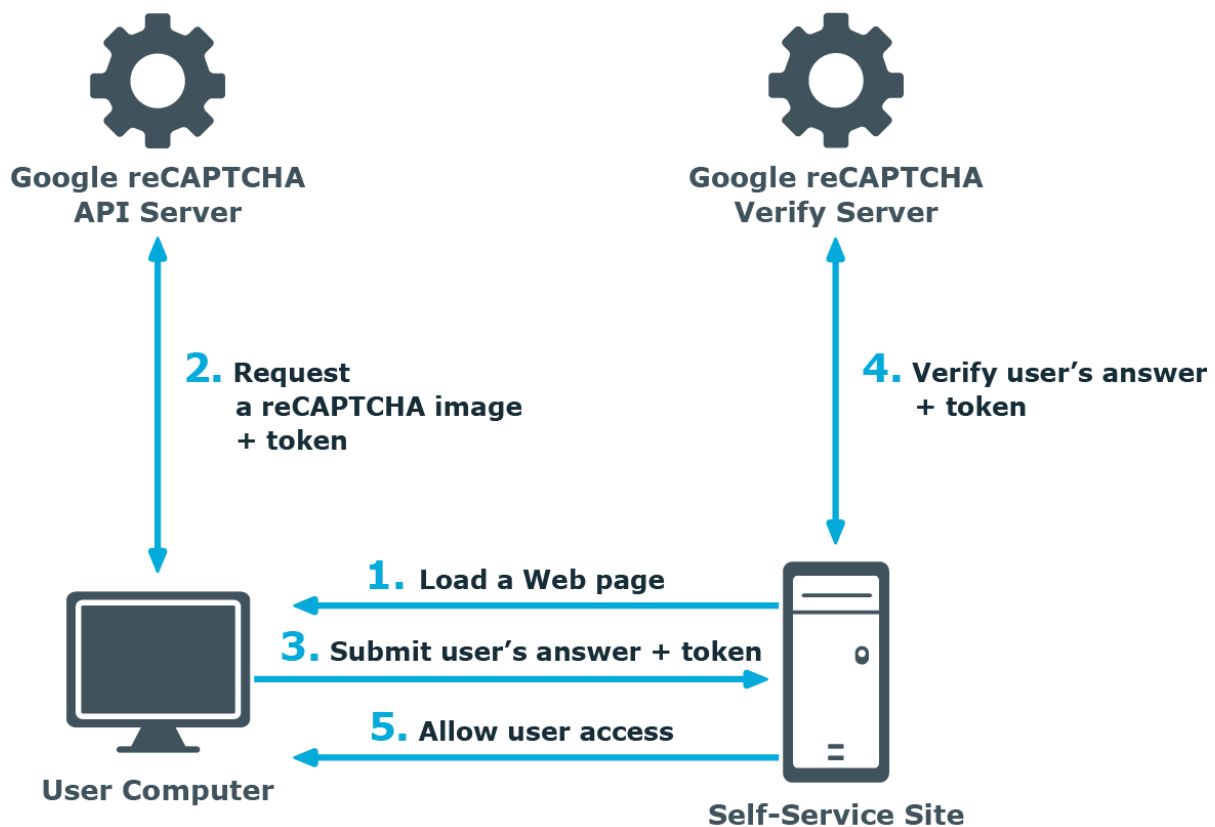 Google reCAPTCHA
API Server
Google reCAPTCHA
Verify Server
2. Request
a reCAPTCHA image
+ token
4. Verify user’s answer
+ token
1. Load a Web page
3. Submit user’s answer + token
5. Allow user access
User Computer
Self-Service Site